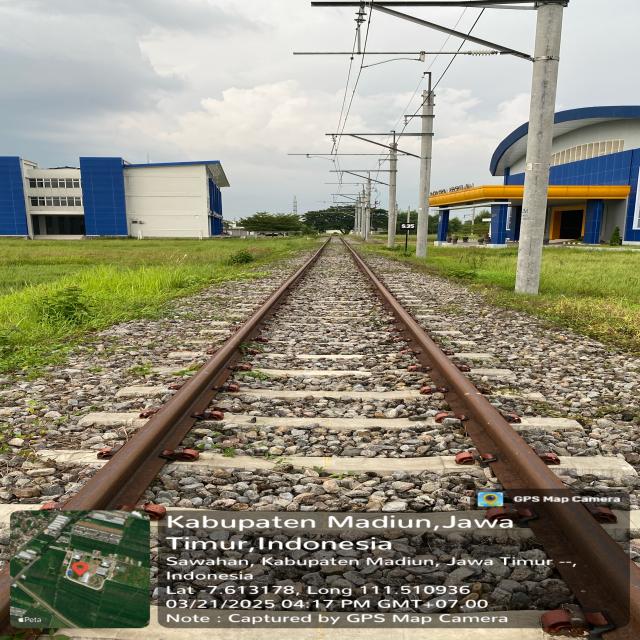 S.35
GPS Map Camera
Kabupaten Madiun,Jawa
Timur,Indonesia
Sawahan, Kabupaten Madiun, Jawa Timur --,
Indonesia
Lat -7.613178, Long 111.510936
03/21/2025 04:17 PM GMT+07.00
Note : Captured by GPS Map Camera
Peta